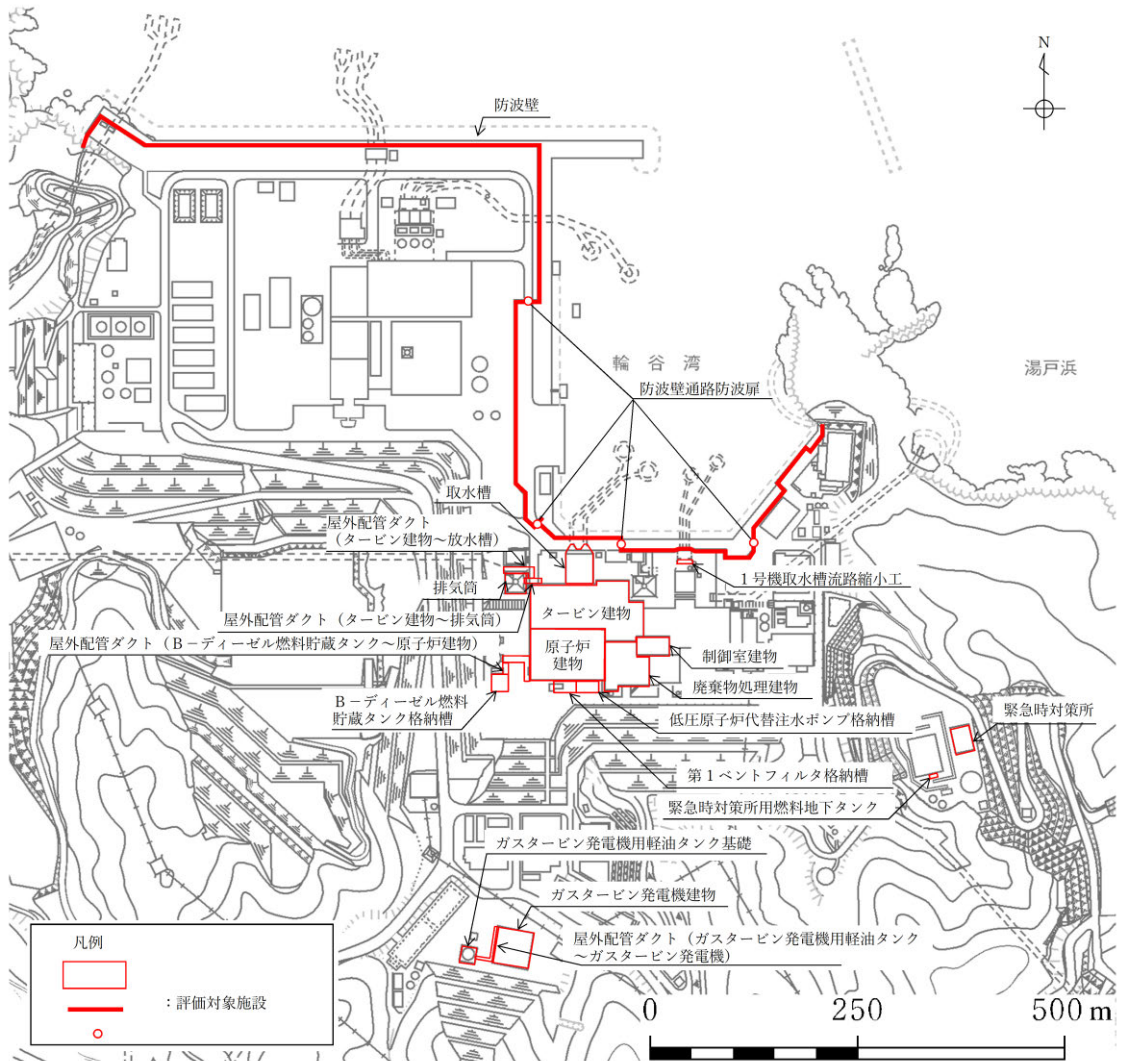 N
防波壁
輪谷湾
湯戸浜
防波壁通路防波扉
取水槽
屋外配管ダクト
（タービン建物～放水槽）
排気筒
1号機取水槽流路縮小工
屋外配管ダクト（タービン建物～排気筒）
タービン建物
屋外配管ダクト（B－ディーゼル燃料貯蔵タンク～原子炉建物）
原子炉
建物
制御室建物
廃棄物処理建物
B－ディーゼル燃料
貯蔵タンク格納槽
低圧原子炉代替注水ポンプ格納槽
緊急時対策所
第1ベントフィルタ格納槽
緊急時対策所用燃料地下タンク
ガスタービン発電機用軽油タンク基礎
ガスタービン発電機建物
屋外配管ダクト（ガスタービン発電機用軽油タンク
～ガスタービン発電機）
凡例
：評価対象施設
0 250 500 m